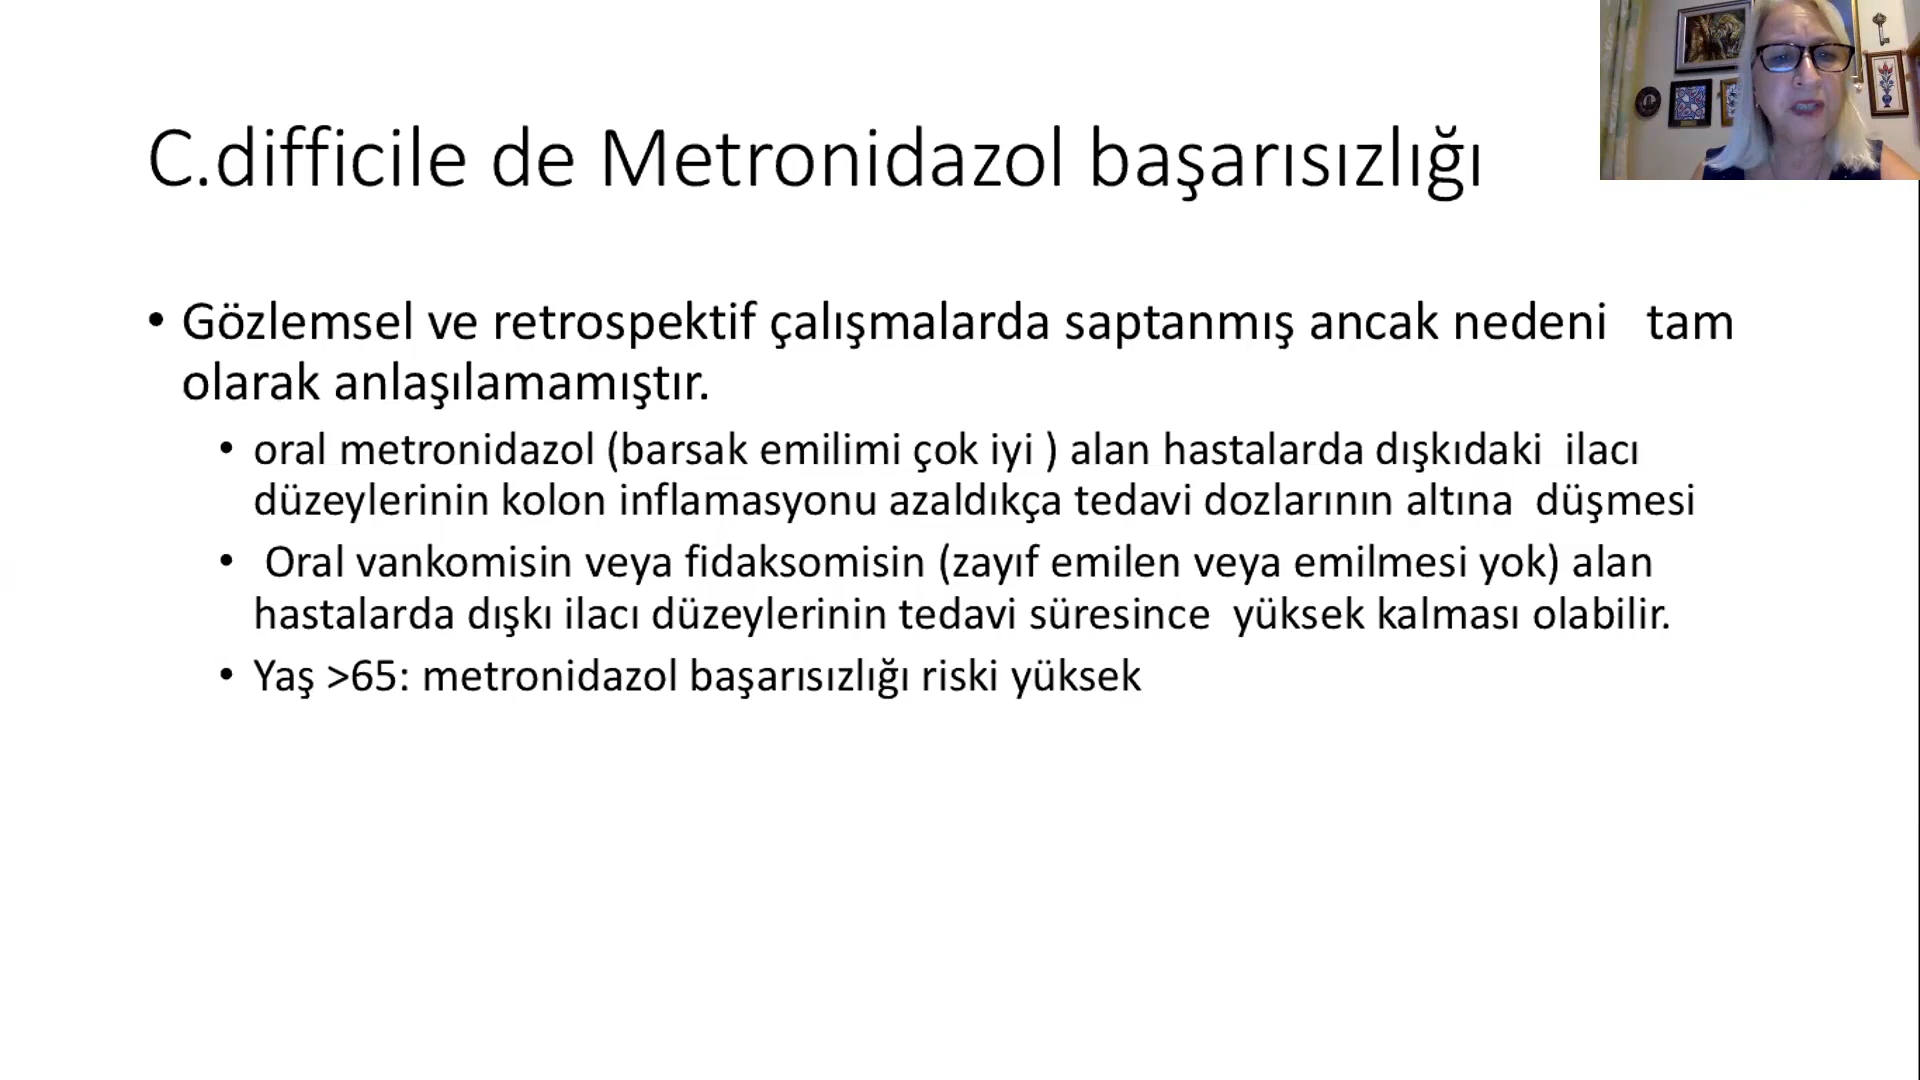 C.difficile de Metronidazol başarısızlığı
• Gözlemsel ve retrospektif çalışmalarda saptanmış ancak nedeni tam
olarak anlaşılamamıştır.
• oral metronidazol (barsak emilimi çok iyi ) alan hastalarda dışkıdaki ilacı
düzeylerinin kolon inflamasyonu azaldıkça tedavi dozlarının altına düşmesi
• Oral vankomisin veya fidaksomisin (zayıf emilen veya emilmesi yok) alan
hastalarda dışkı ilacı düzeylerinin tedavi süresince yüksek kalması olabilir.
• Yaş >65: metronidazol başarısızlığı riski yüksek